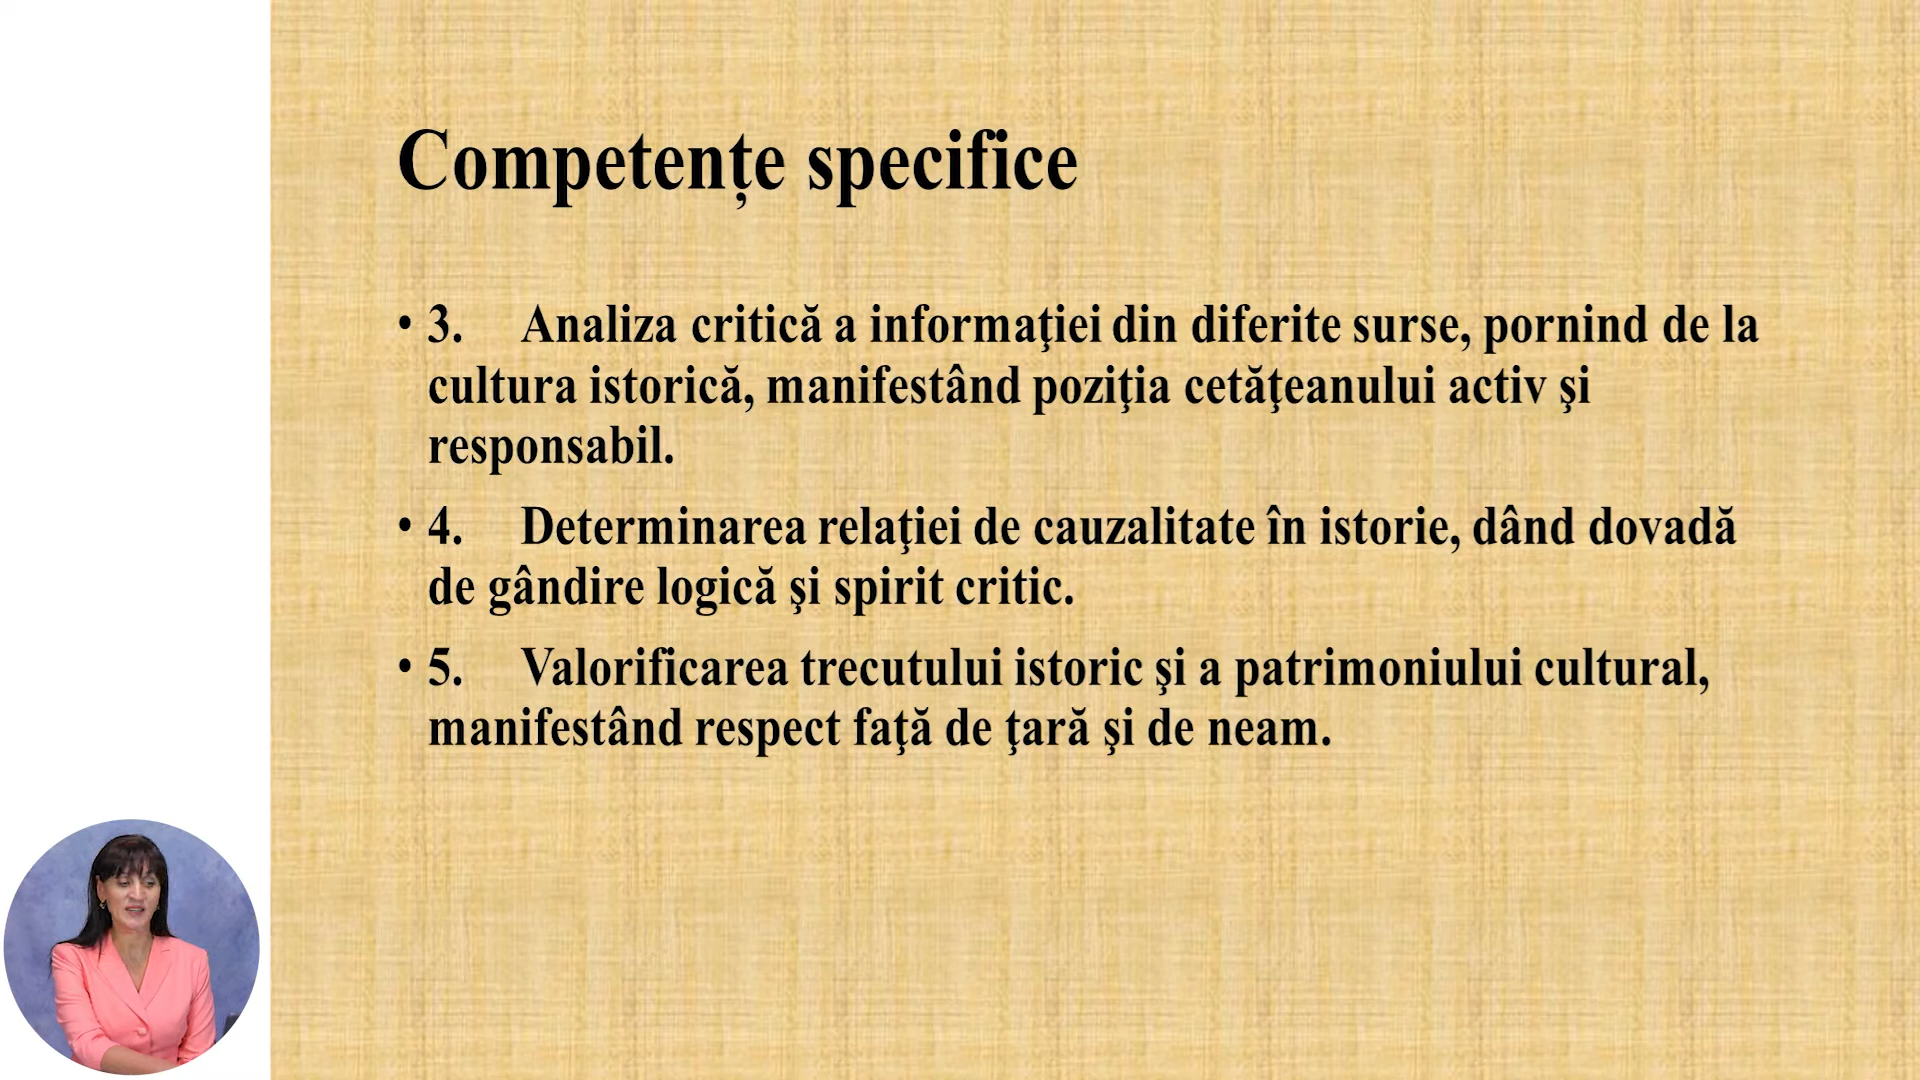 Competențe specifice
• 3. Analiza critică a informaţiei din diferite surse, pornind de la
cultura istorică, manifestând poziţia cetăţeanului activ şi
responsabil.
• 4. Determinarea relaţiei de cauzalitate în istorie, dând dovadă
de gândire logică şi spirit critic.
• 5. Valorificarea trecutului istoric şi a patrimoniului cultural,
manifestând respect faţă de ţară şi de neam.